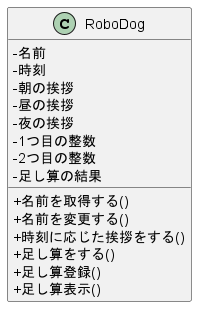 C RoboDog
-名前
-時刻
-朝の挨拶
-昼の挨拶
-夜の挨拶
-1つ目の整数
-2つ目の整数
-足し算の結果
+名前を取得する()
+名前を変更する()
+時刻に応じた挨拶をする()
+足し算をする()
+足し算登録()
+足し算表示()